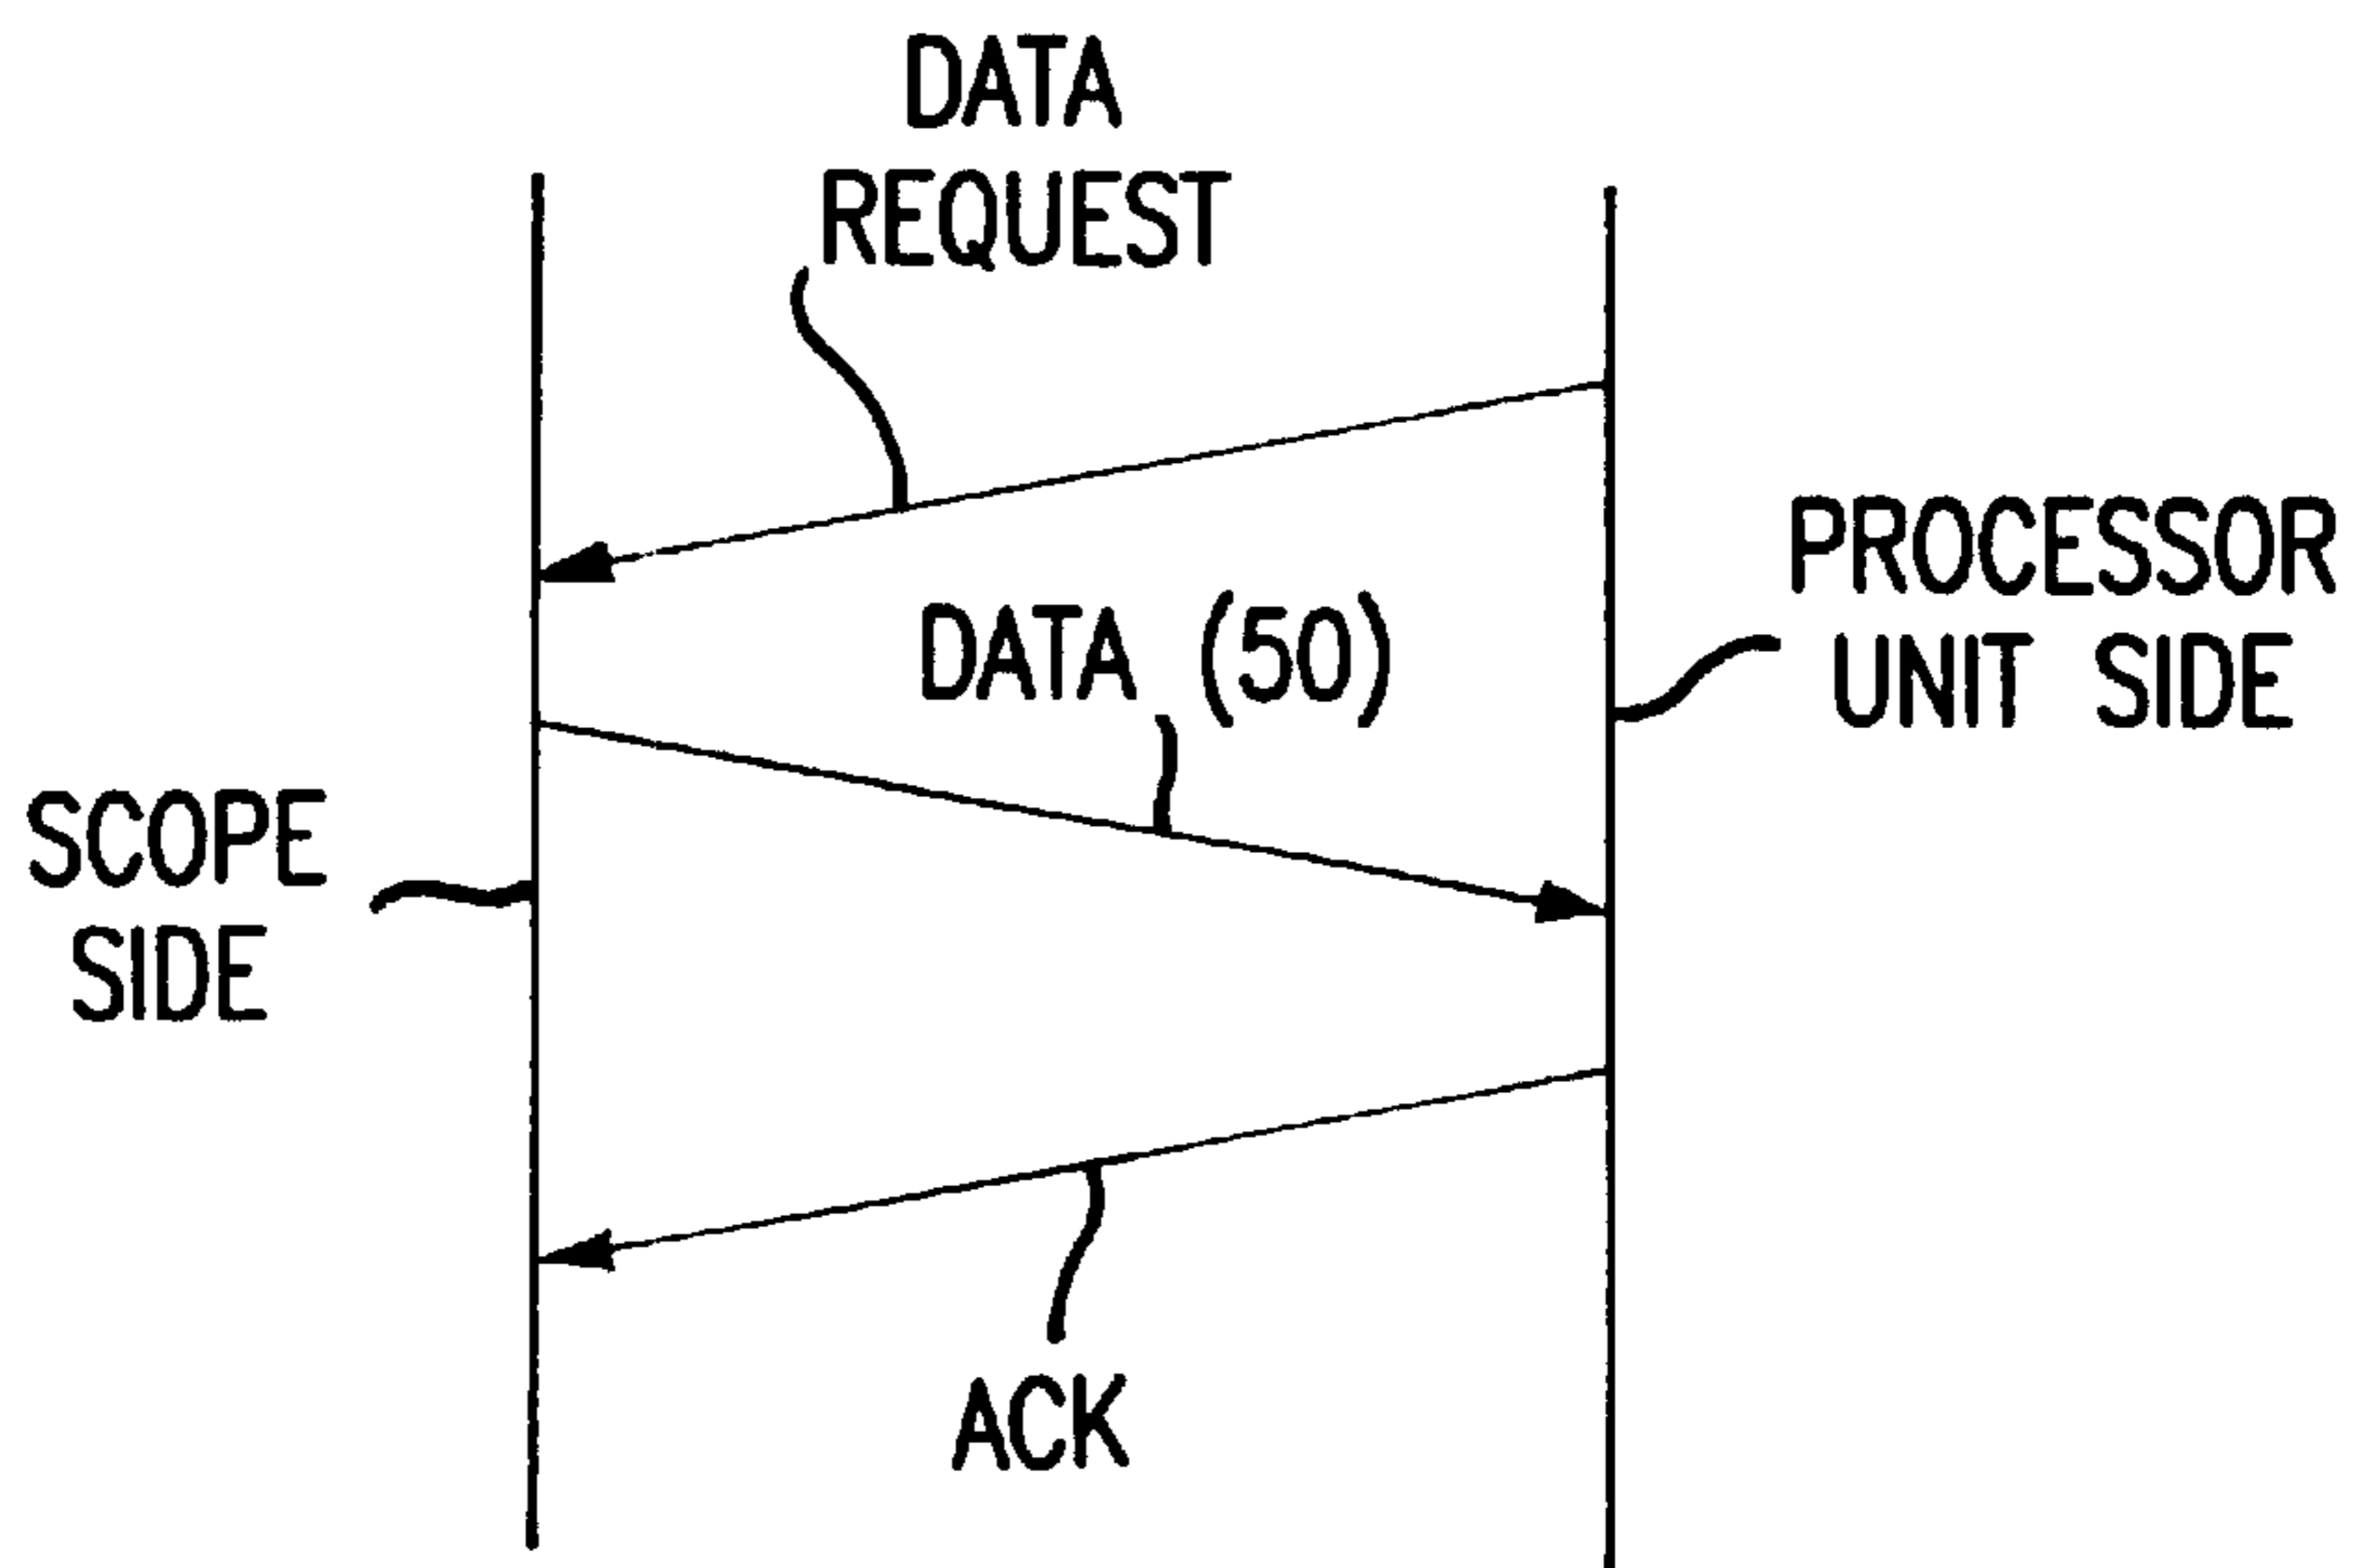 DATA
REQUEST
PROCESSOR
UNIT SIDE
DATA (50)
SCOPE
SIDE
ACK